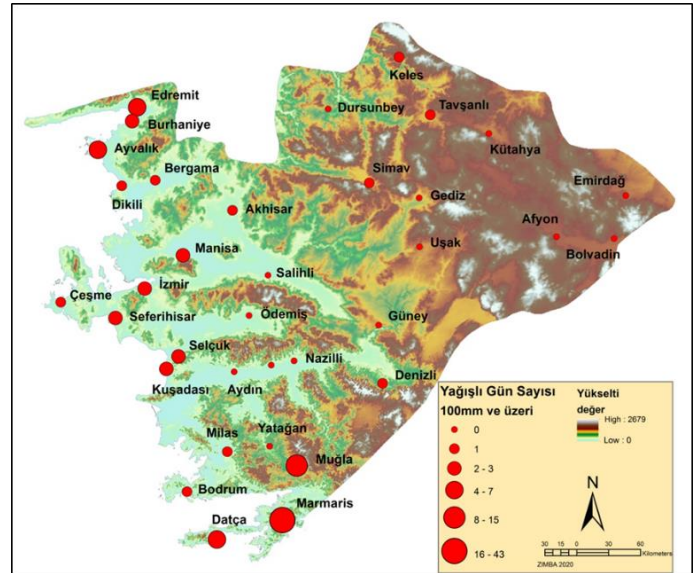 Keles
Edremit
Dursunbey
Tavşanlı
Burhaniye
Kütahya
Ayvalık
Bergama
Simav
Emirdağ
Dikili
Gediz
Akhisar
Afyon
Manisa
Uşak
Bolvadin
Salihli
İzmir
Çeşme
Ödemiş
Güney
Seferihisar
Selçuk
Nazilli
Kuşadası
Aydın
Denizli
Milas
Yatağan
Muğla
Bodrum
Marmaris
Datça
Yağışlı Gün Sayısı
100mm ve üzeri
0
1
2 - 3
4 - 7
8 - 15
16 - 43
Yükselti
değer
High : 2679
Low : 0
N
30 15 0 30 60
Kilometers
ZIMBA 2020